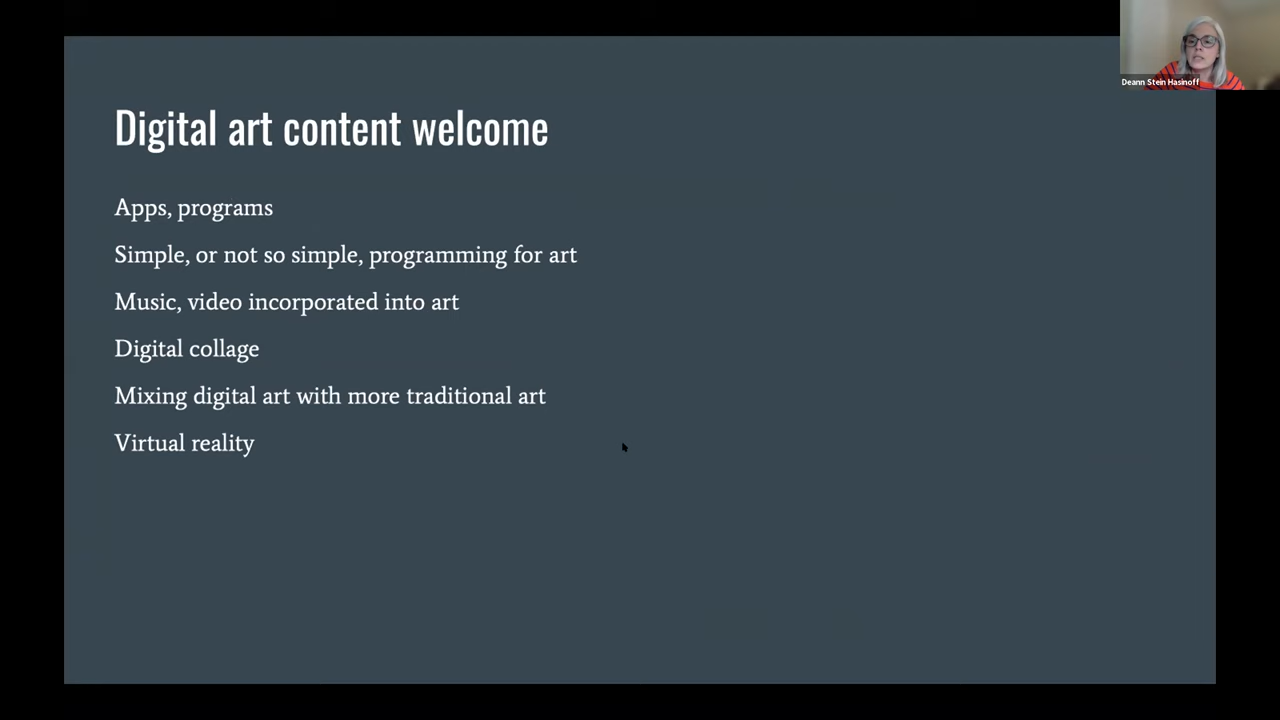 Deann Stein Hasinoff
Digital art content welcome
Apps, programs
Simple, or not so simple, programming for art
Music, video incorporated into art
Digital collage
Mixing digital art with more traditional art
Virtual reality